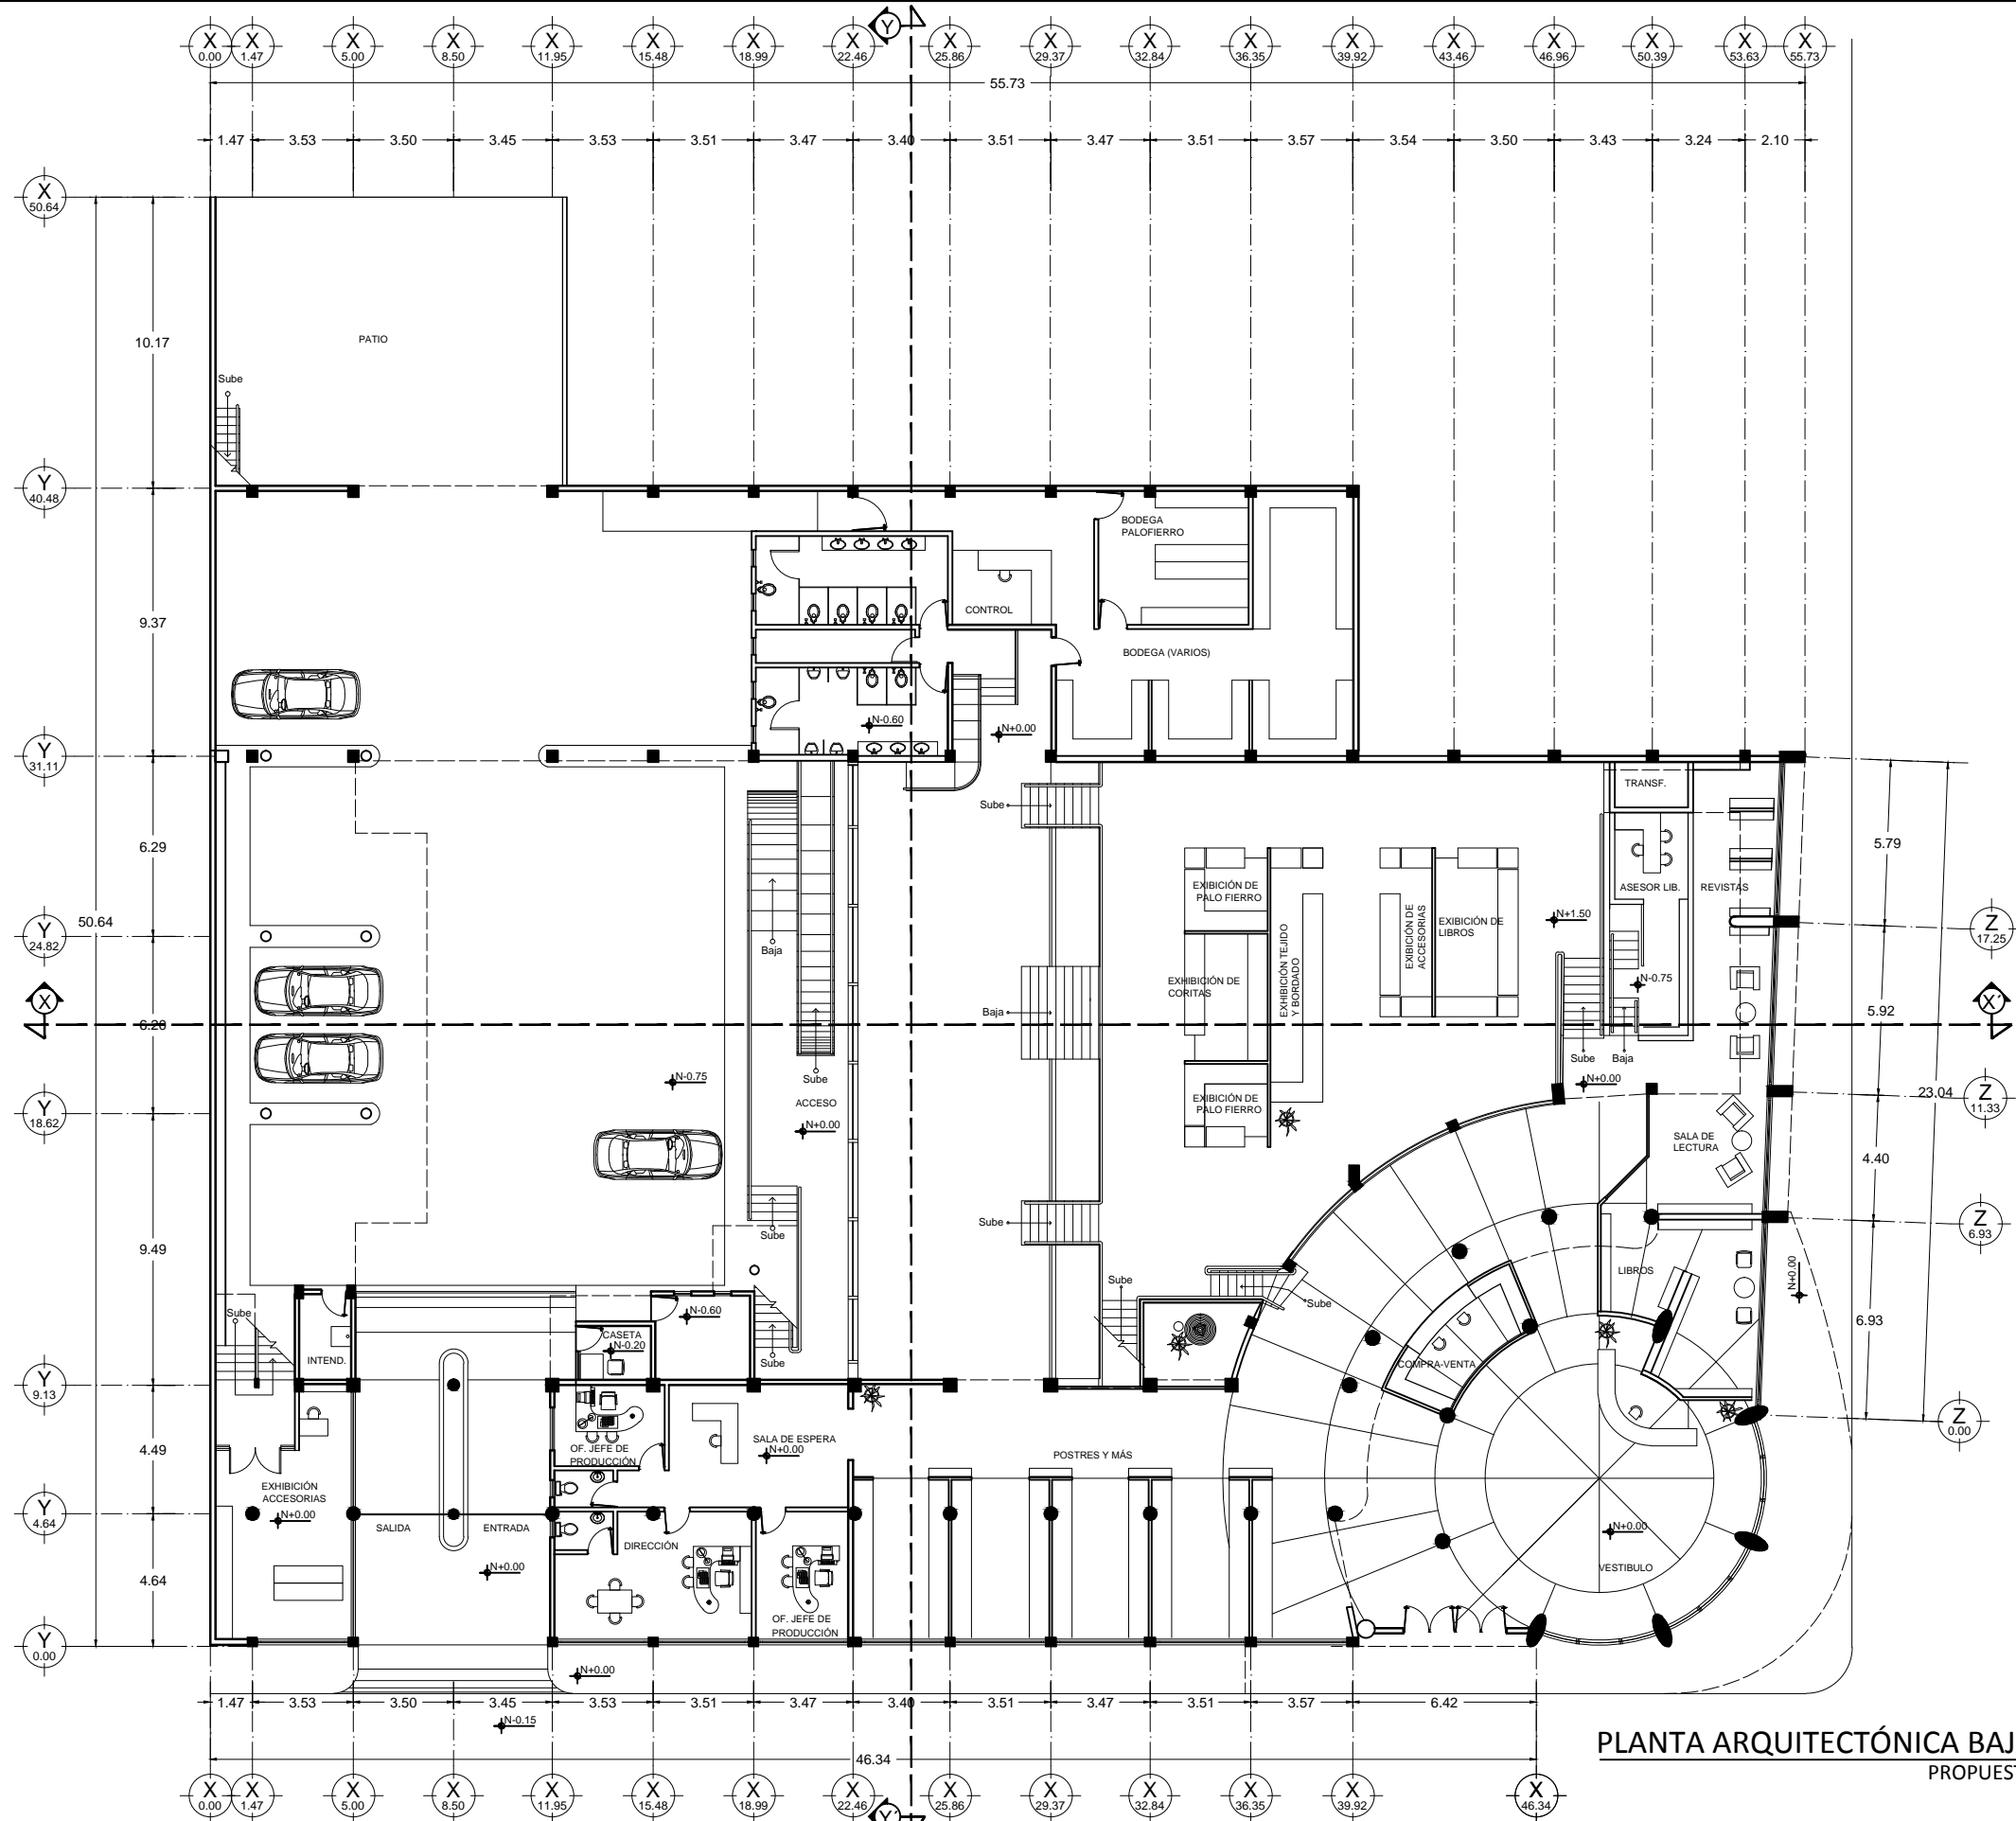 Y
X X X X X X X X X X X X X X X X X X
0.00 1.47 5.00 8.50 11.95 15.48 18.99 22.46 25.86 29.37 32.84 36.35 39.92 43.46 46.96 50.39 53.63 55.73
55.73
1.47 3.53 3.50 3.45 3.53 3.51 3.47 3.40 3.51 3.47 3.51 3.57 3.54 3.50 3.43 3.24 2.10
X
50.64
10.17
PATIO
Sube
Y
40.48
BODEGA
PALOFIERRO
9.37
CONTROL
BODEGA (VARIOS)
N-0.60
N+0.00
Y
31.11
TRANSF.
Sube
6.29
5.79
EXIBICIÓN DE
PALO FIERRO
ASESOR LIB.
REVISTAS
EXIBICIÓN DE
ACCESORIAS
EXIBICIÓN DE
LIBROS
N+1.50
50.64
Y
24.82
Z
17.25
Baja
EXHIBICIÓN TEJIDO
Y BORDADO
EXHIBICIÓN DE
CORITAS
N-0.75
X
X'
Baja
5.92
6.20
Sube
Baja
N-0.75
Sube
N+0.00
23.04
Z
11.33
ACCESO
EXIBICIÓN DE
PALO FIERRO
Y
18.62
N+0.00
SALA DE
LECTURA
4.40
Sube
Sube
Z
6.93
9.49
LIBROS
N+0.00
Sube
Sube
Sube
N-0.60
6.93
CASETA
N-0.20
INTEND.
Sube
COMPRA-VENTA
Y
9.13
Z
0.00
4.49
OF. JEFE DE
PRODUCCIÓN
SALA DE ESPERA
N+0.00
POSTRES Y MÁS
EXHIBICIÓN
ACCESORIAS
N+0.00
Y
4.64
SALIDA
ENTRADA
DIRECCIÓN
N+0.00
N+0.00
VESTIBULO
4.64
OF. JEFE DE
PRODUCCIÓN
Y
0.00
N+0.00
1.47 3.53 3.50 3.45 3.53 3.51 3.47 3.40 3.51 3.47 3.51 3.57 6.42
N-0.15
46.34
PLANTA ARQUITECTÓNICA BAJ
PROPUEST
X X X X X X X X X X X X X X
0.00 1.47 5.00 8.50 11.95 15.48 18.99 22.46 25.86 29.37 32.84 36.35 39.92 46.34
Y'